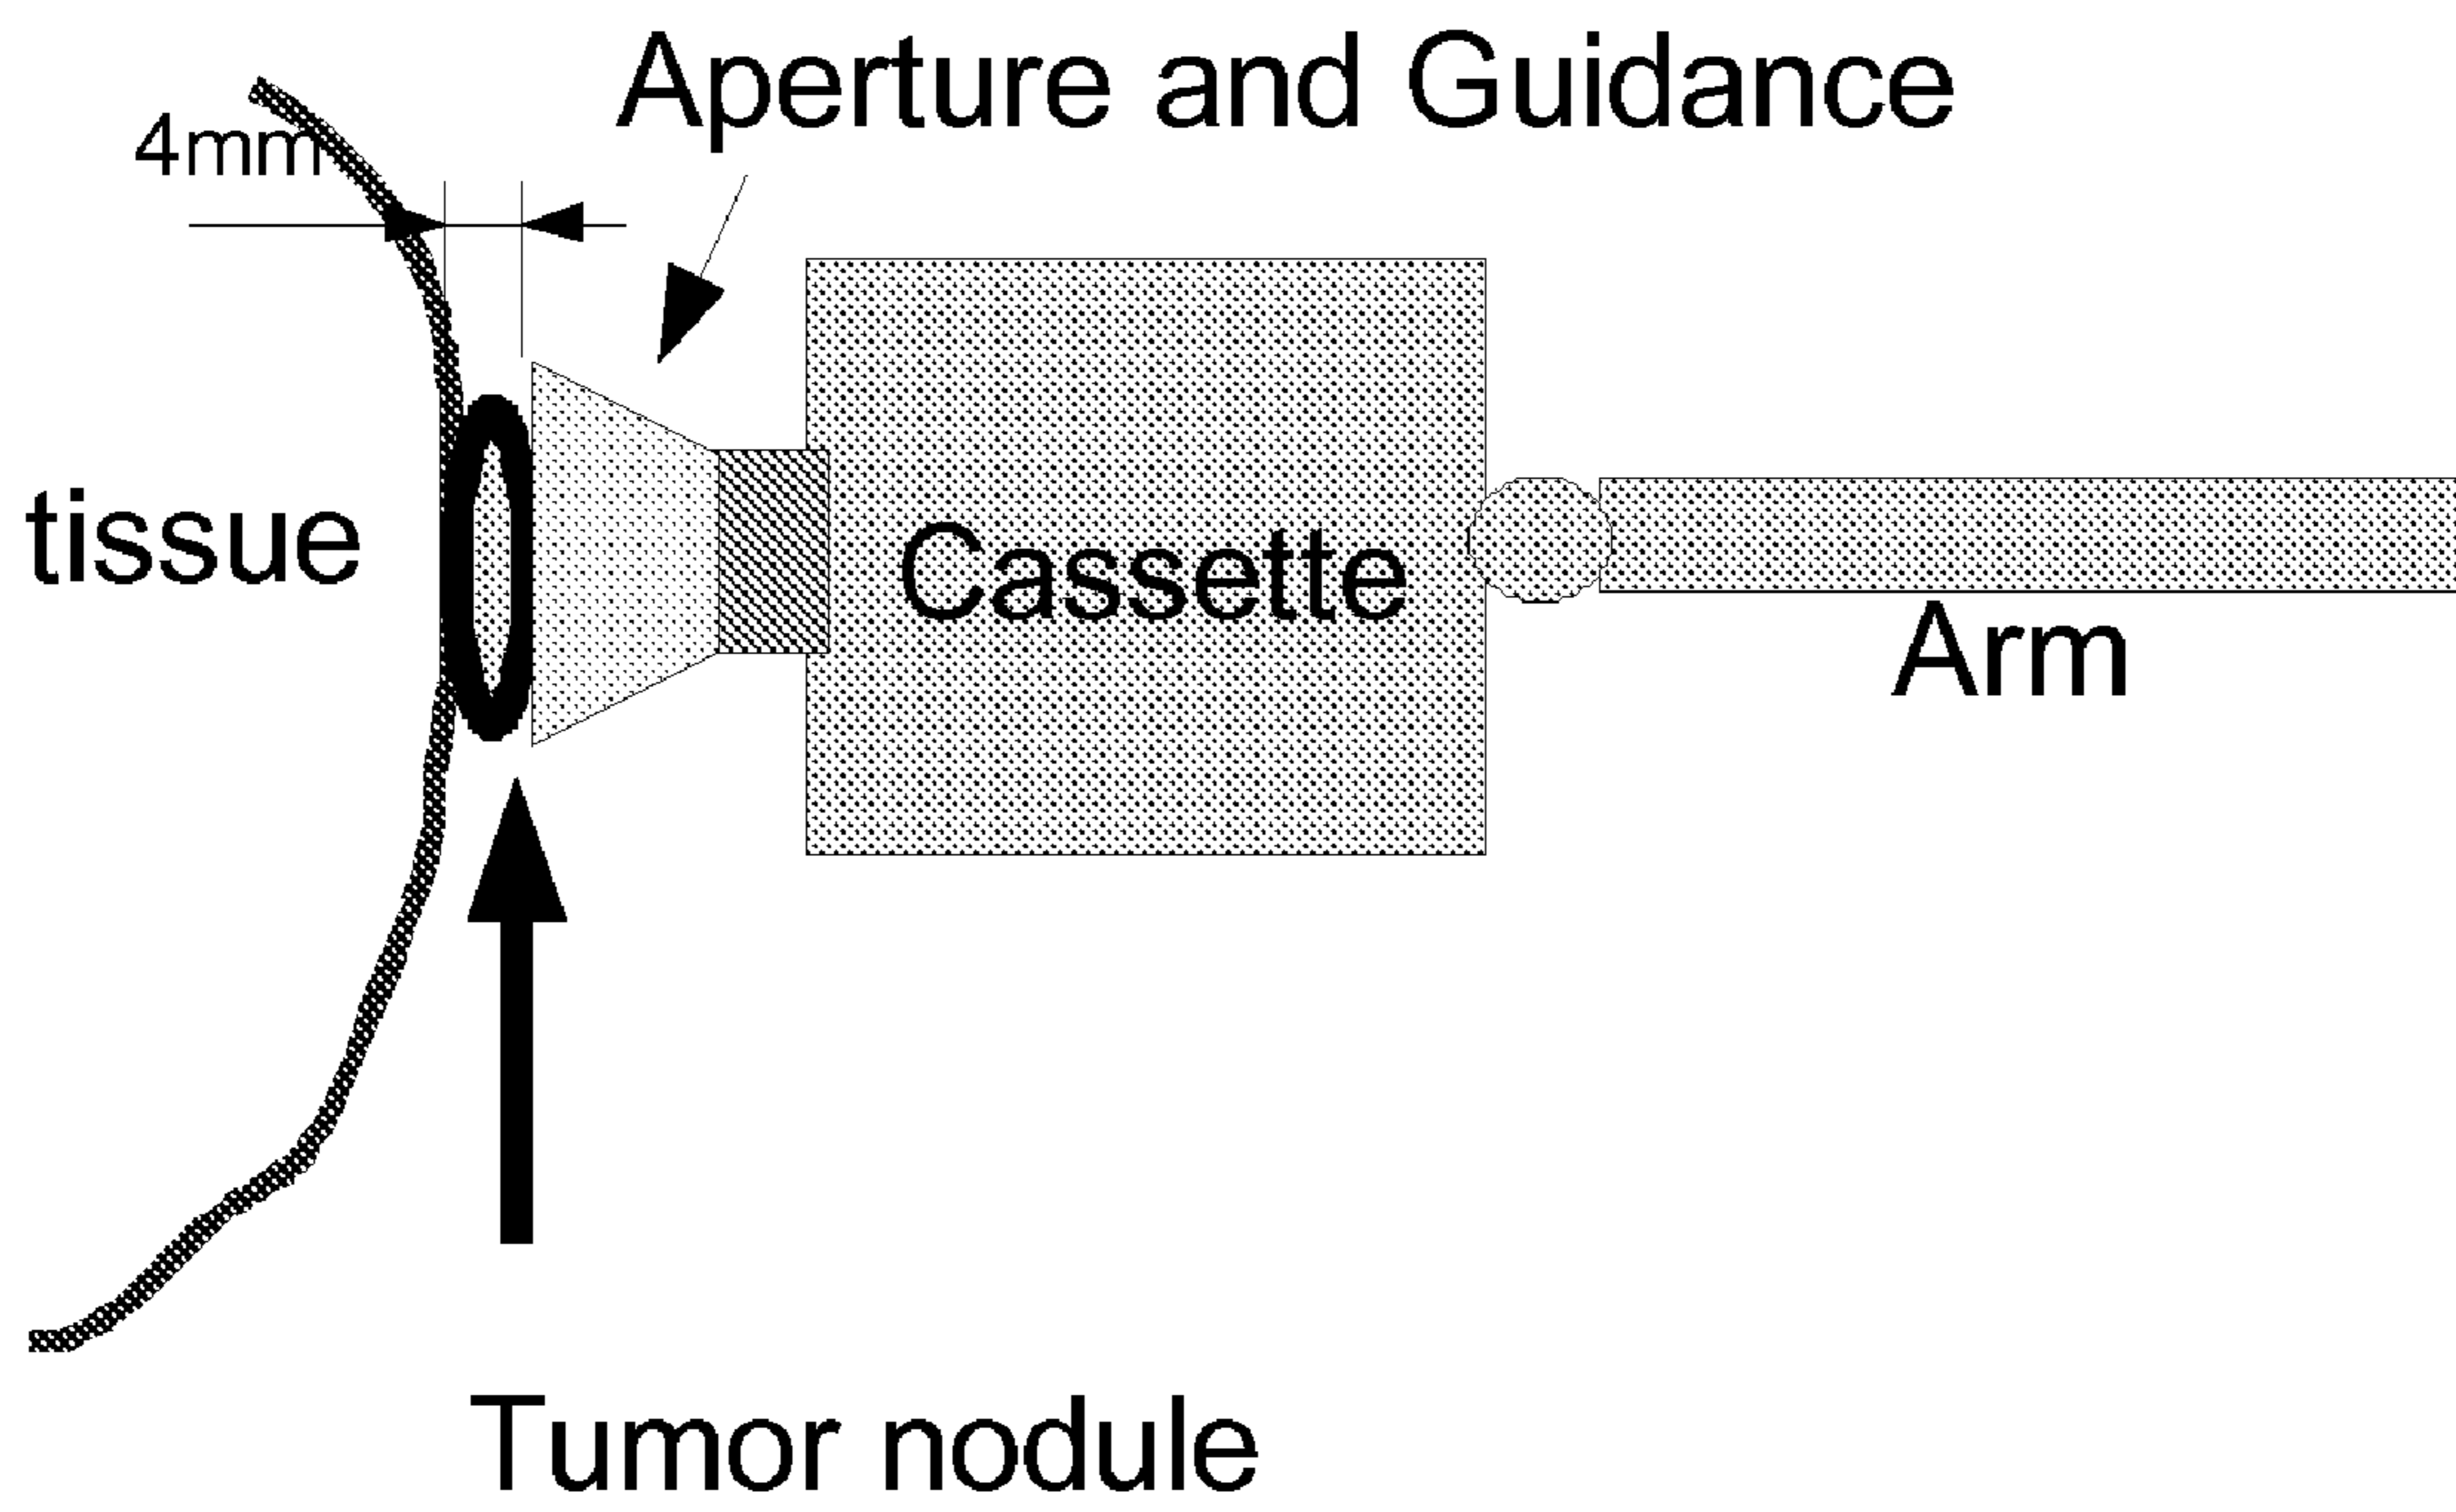 Aperture and Guidance
4mm
tissue
Cassette
Arm
Tumor nodule